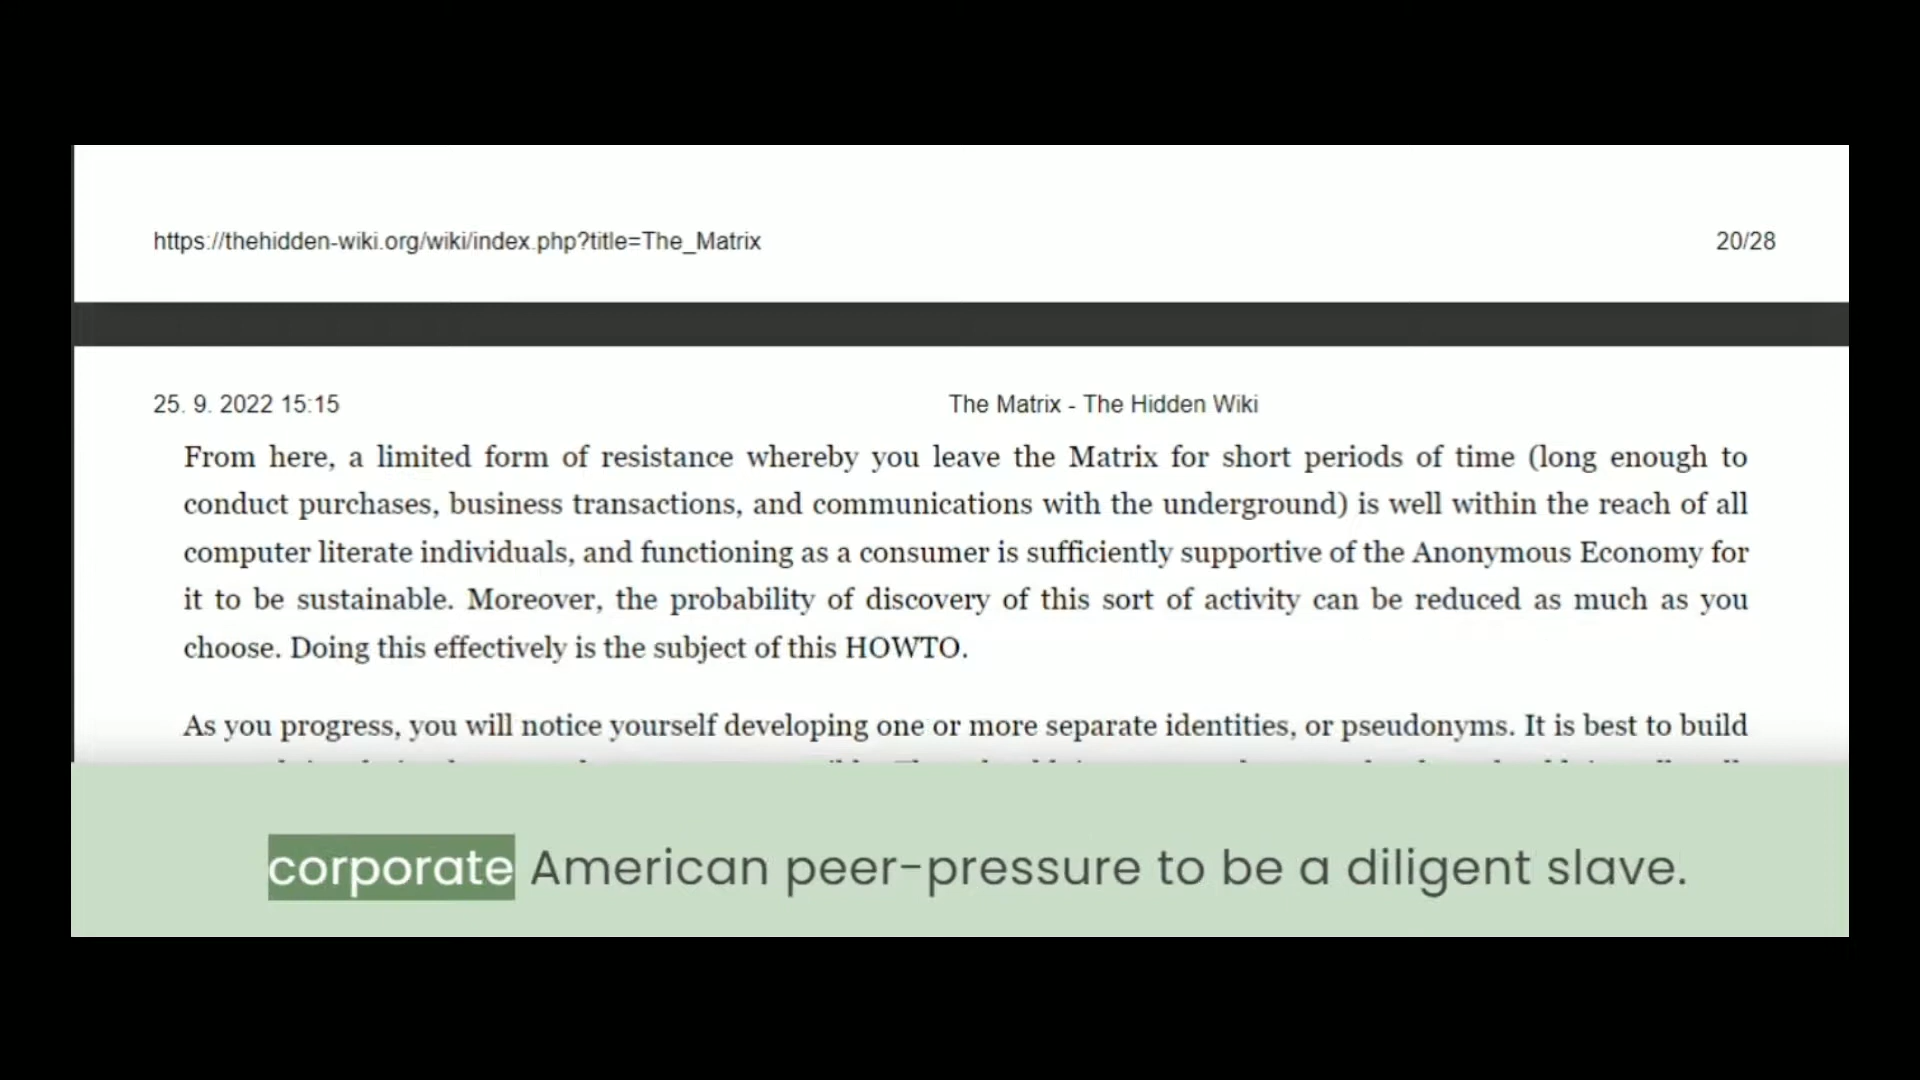 https://thehidden-wiki.org/wiki/index.php?title=The_Matrix 20/28
25. 9. 2022 15:15 The Matrix - The Hidden Wiki
From here, a limited form of resistance whereby you leave the Matrix for short periods of time (long enough to
conduct purchases, business transactions, and communications with the underground) is well within the reach of all
computer literate individuals, and functioning as a consumer is sufficiently supportive of the Anonymous Economy for
it to be sustainable. Moreover, the probability of discovery of this sort of activity can be reduced as much as you
choose. Doing this effectively is the subject of this HOWTO.
As you progress, you will notice yourself developing one or more separate identities, or pseudonyms. It is best to build
corporate American peer-pressure to be a diligent slave.